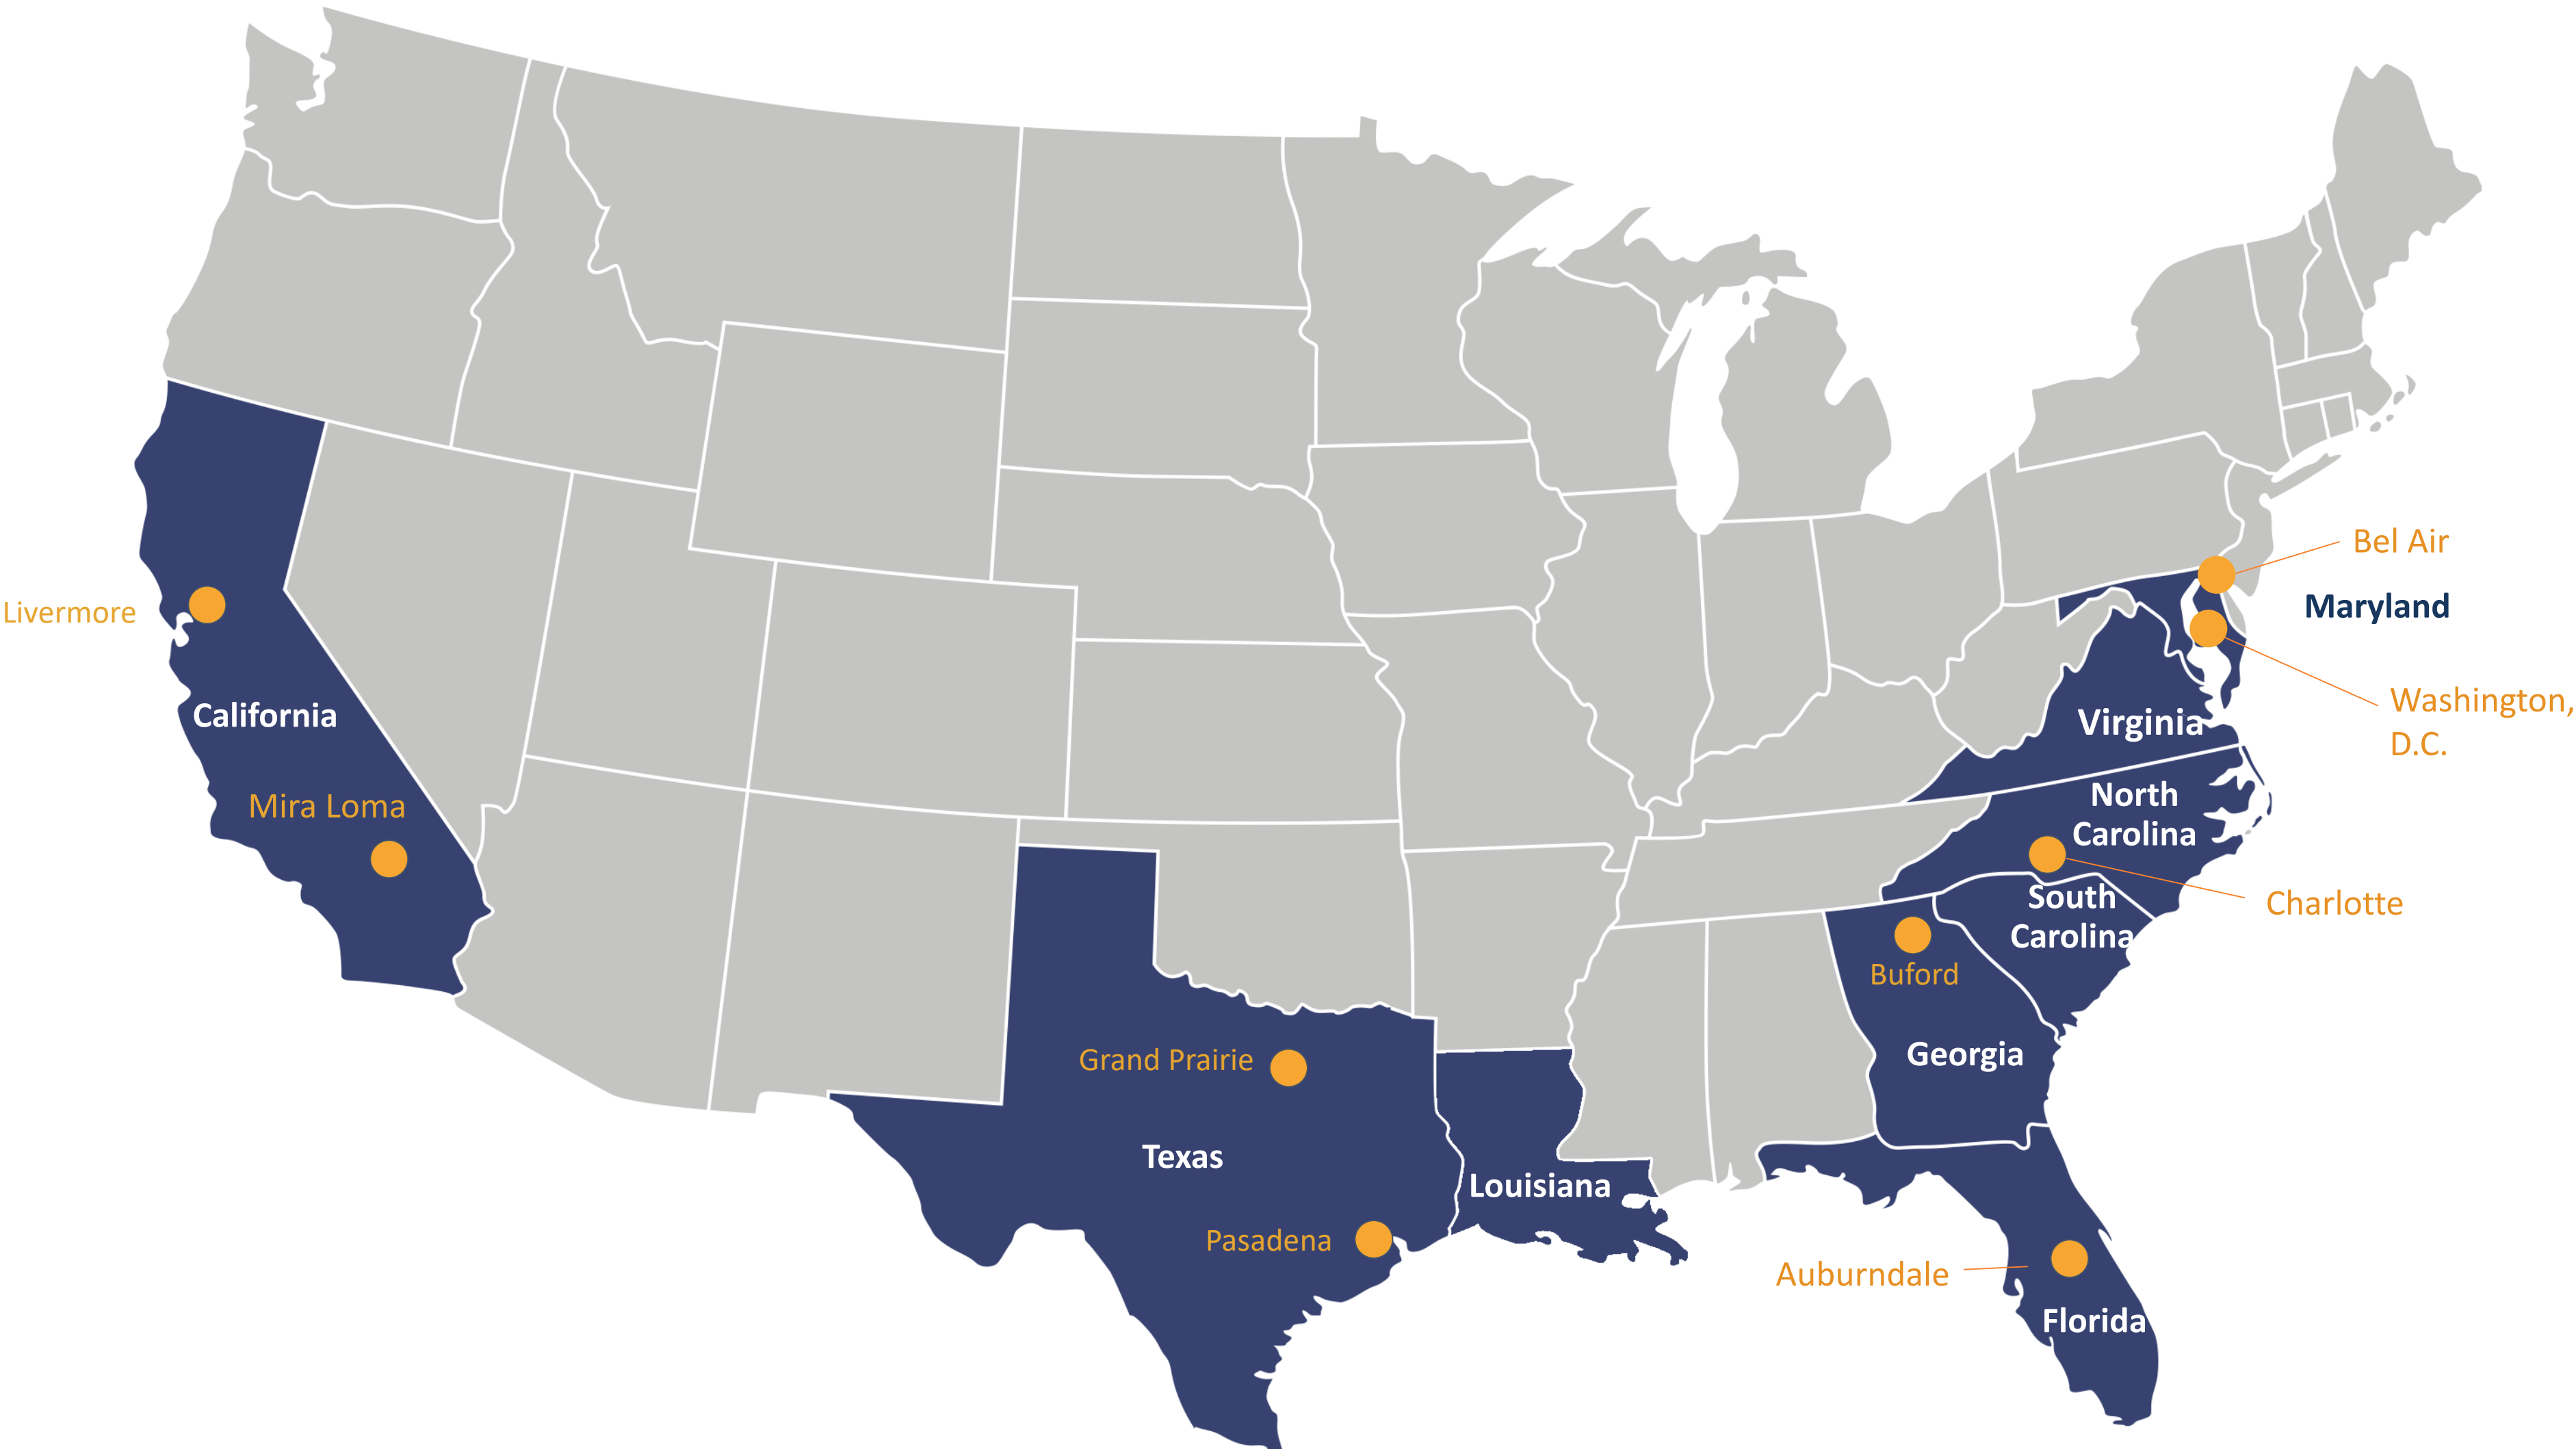 Bel Air
Maryland
Livermore
Washington,
D.C.
California
Virginia
Mira Loma
North
Carolina
South
Carolina
Charlotte
Buford
Georgia
Grand Prairie
Texas
Louisiana
Pasadena
Auburndale
Florida